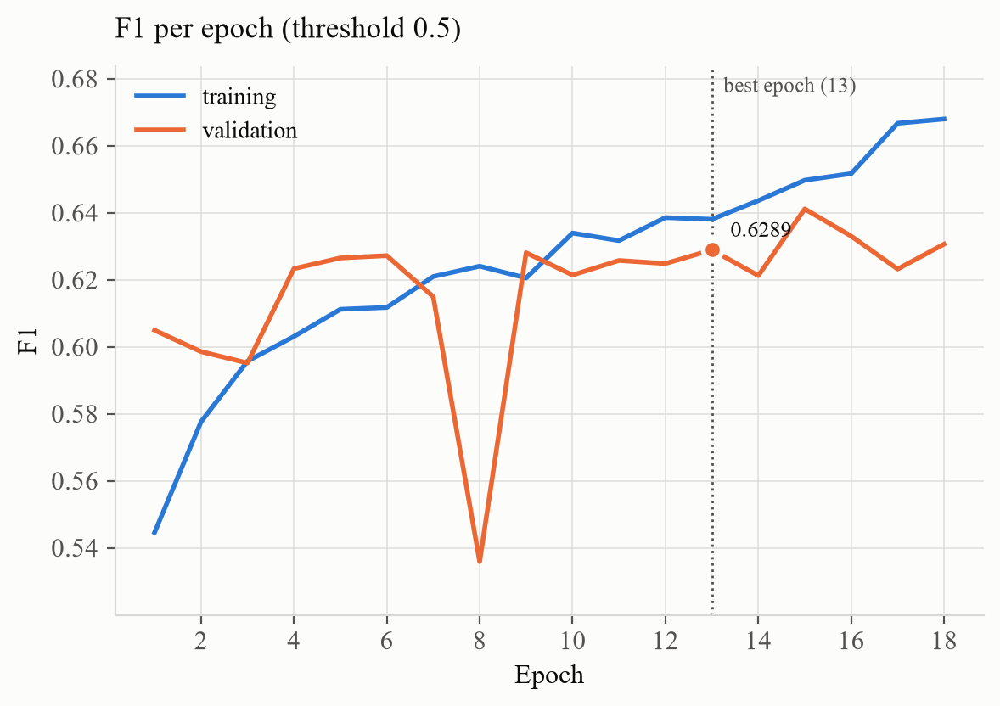 F1 per epoch (threshold 0.5)
training
validation
best epoch (13)
0.6289
0.68
0.66
0.64
0.62
0.60
0.58
0.56
0.54
F1
2 4 6 8 10 12 14 16 18
Epoch